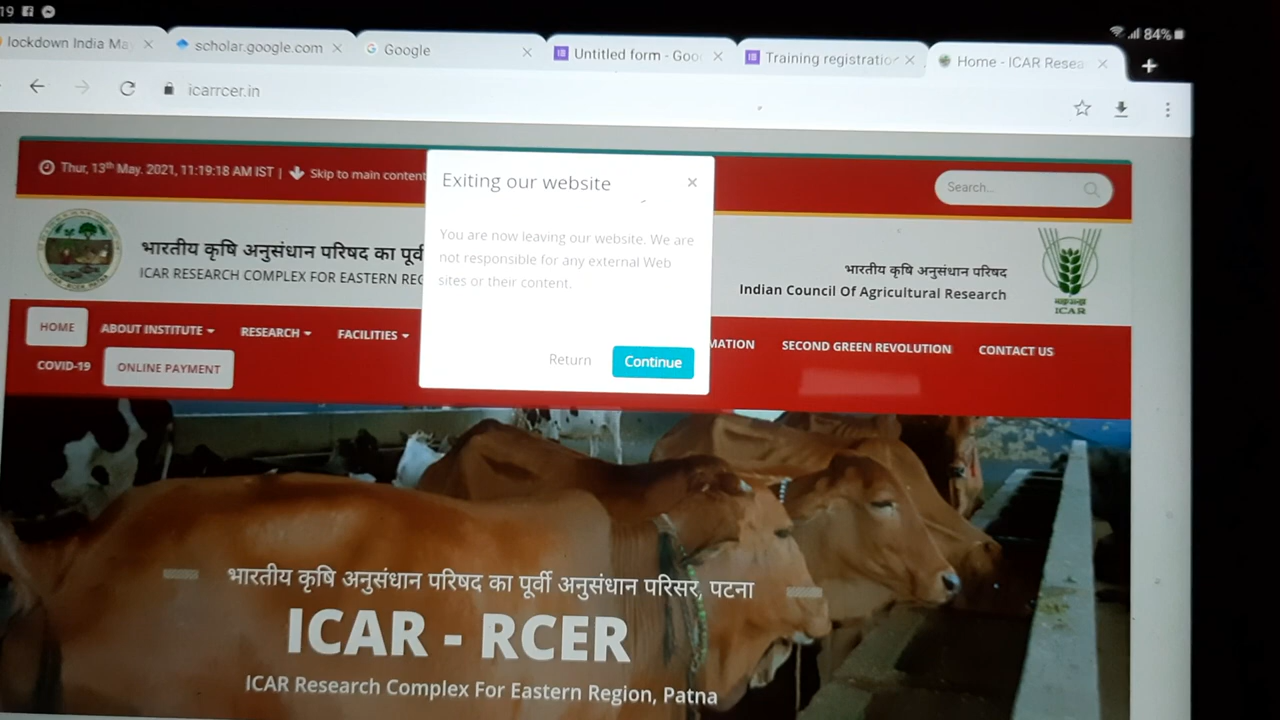 19
84%
lockdown India Ma
scholar.google.com
Google
Untitled form - Goo
Training registratio
Home - ICAR Resea
icarrcer.in
Thur, 13th May. 2021, 11:19:18 AM IST | Skip to main content
Search..
Exiting our website
You are now leaving our website. We are
not responsible for any external Web
sites or their content.
Return
Continue
भारतीय कृषि अनुसंधान परिषद का पूर्व
ICAR RESEARCH COMPLEX FOR EASTERN REG
भारतीय कृषि अनुसंधान परिषद
Indian Council Of Agricultural Research
ICAR
HOME ABOUT INSTITUTE RESEARCH FACILITIES MATION SECOND GREEN REVOLUTION CONTACT US
COVID-19 ONLINE PAYMENT
भारतीय कृषि अनुसंधान परिषद का पूर्वी अनुसंधान परिसर, पटना
ICAR - RCER
ICAR Research Complex For Eastern Region, Patna